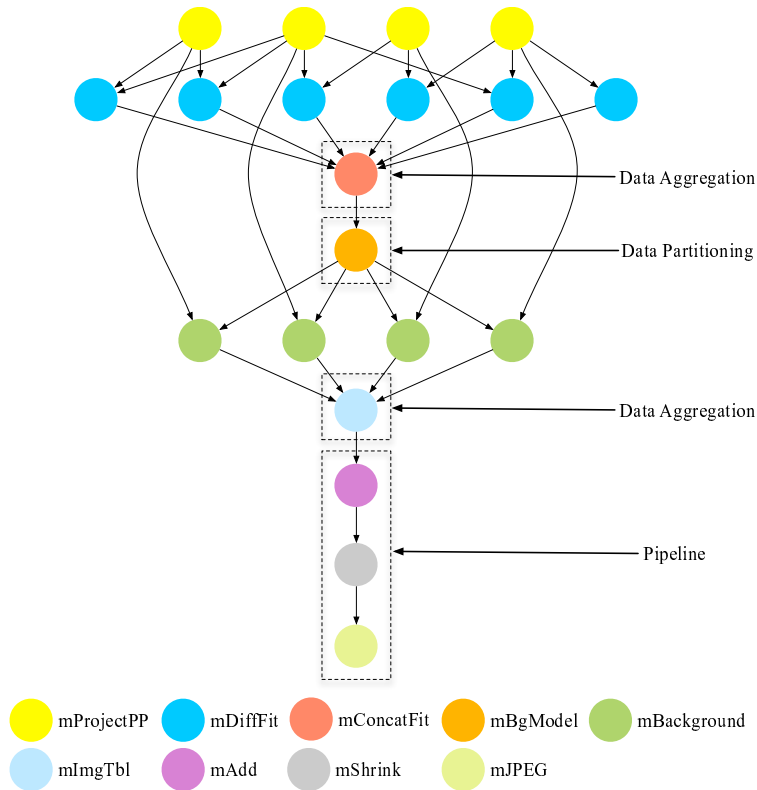 Data Aggregation
Data Partitioning
Data Aggregation
Pipeline
mProjectPP mDiffFit mConcatFit mBgModel mBackground
mImgTbl mAdd mShrink mJPEG